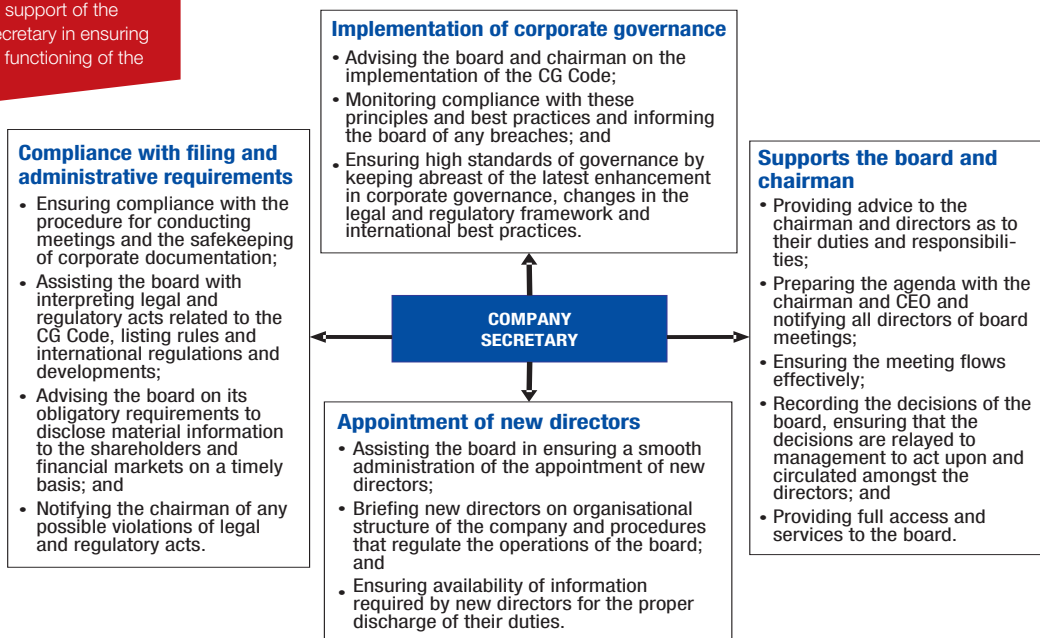 support of the
ecretary in ensuring
functioning of the
Implementation of corporate governance
• Advising the board and chairman on the
implementation of the CG Code;
• Monitoring compliance with these
principles and best practices and informing
the board of any breaches; and
• Ensuring high standards of governance by
keeping abreast of the latest enhancement
in corporate governance, changes in the
legal and regulatory framework and
international best practices.
Compliance with filing and
administrative requirements
• Ensuring compliance with the
procedure for conducting
meetings and the safekeeping
of corporate documentation;
• Assisting the board with
interpreting legal and
regulatory acts related to the
CG Code, listing rules and
international regulations and
developments;
• Advising the board on its
obligatory requirements to
disclose material information
to the shareholders and
financial markets on a timely
basis; and
• Notifying the chairman of any
possible violations of legal
and regulatory acts.
COMPANY
SECRETARY
Supports the board and
chairman
• Providing advice to the
chairman and directors as to
their duties and responsibili-
ties;
• Preparing the agenda with the
chairman and CEO and
notifying all directors of board
meetings;
• Ensuring the meeting flows
effectively;
• Recording the decisions of the
board, ensuring that the
decisions are relayed to
management to act upon and
circulated amongst the
directors; and
• Providing full access and
services to the board.
Appointment of new directors
• Assisting the board in ensuring a smooth
administration of the appointment of new
directors;
• Briefing new directors on organisational
structure of the company and procedures
that regulate the operations of the board;
and
• Ensuring availability of information
required by new directors for the proper
discharge of their duties.